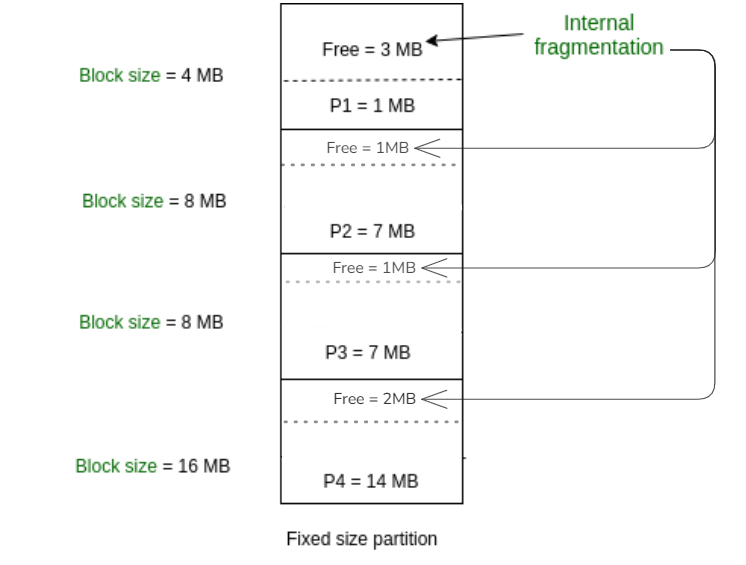 Internal
fragmentation
Free = 3 MB
Block size = 4 MB
P1 = 1 MB
Free = 1MB
Block size = 8 MB
P2 = 7 MB
Free = 1MB
Block size = 8 MB
P3 = 7 MB
Free = 2MB
Block size = 16 MB
P4 = 14 MB
Fixed size partition